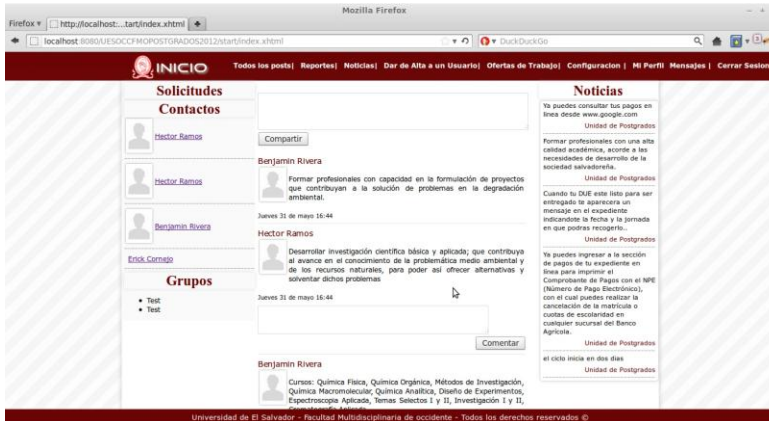 Mozilla Firefox
Firefox
http://localhost:...tart/index.xhtml
localhost:8080/UESOCCFMOPOSTGRADOS2012/start/index.xhtml
DuckDuckGo
INICIO
Todos los posts| Reportes| Noticias| Dar de Alta a un Usuario| Ofertas de Trabajo| Configuracion | Mi Perfil Mensajes | Cerrar Sesion
Solicitudes
Contactos
Hector Ramos
Hector Ramos
Benjamin Rivera
Erick Cornejo
Grupos
• Test
• Test
Compartir
Benjamin Rivera
Formar profesionales con capacidad en la formulación de proyectos
que contribuyan a la solución de problemas en la degradación
ambiental.
Jueves 31 de mayo 16:44
Hector Ramos
Desarrollar investigación científica básica y aplicada; que contribuya
al avance en el conocimiento de la problemática medio ambiental y
de los recursos naturales, para poder así ofrecer alternativas y
solventar dichos problemas
Jueves 31 de mayo 16:44
Comentar
Benjamin Rivera
Cursos: Química Física, Química Orgánica, Métodos de Investigación,
Química Macromolecular, Química Analítica, Diseño de Experimentos,
Espectroscopia Aplicada, Temas Selectos I y II, Investigación I y II,
Noticias
Ya puedes consultar tus pagos en
linea desde www.google.com
Unidad de Postgrados
Formar profesionales con una alta
calidad académica, acorde a las
necesidades de desarrollo de la
sociedad salvadoreña.
Unidad de Postgrados
Cuando tu DUE este listo para ser
entregado te aparecera un
mensaje en el expediente
indicandote la fecha y la jornada
en que podras recogerlo..
Unidad de Postgrados
Ya puedes ingresar a la sección
de pagos de tu expediente en
línea para imprimir el
Comprobante de Pagos con el NPE
(Número de Pago Electrónico),
con el cual puedes realizar la
cancelación de la matrícula o
cuotas de escolaridad en
cualquier sucursal del Banco
Agrícola.
Unidad de Postgrados
el ciclo inicia en dos dias
Unidad de Postgrados
Universidad de El Salvador - Facultad Multidisciplinaria de occidente - Todos los derechos reservados ©